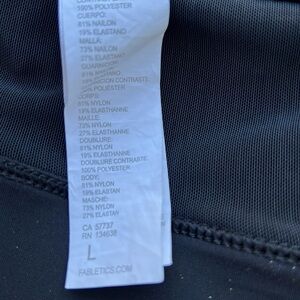 100% POLYESTER
CUERPO:
81% NAILON
19% ELASTANO
MALLA:
73% NAILON
27% ELASTANO
CORPS:
81% NYLON
19% ELASTHANNE
MAILLE:
73% NYLON
27% ELASTHANNE
DOUBLURE:
81% NYLON
19% ELASTHANNE
DOUBLURE CONTRASTE:
100% POLYESTER
BODY:
81% NYLON
19% ELASTAN
MASCHE:
73% NYLON
27% ELASTAN
CA 57737
RN 134638
L
FABLETICS.COM